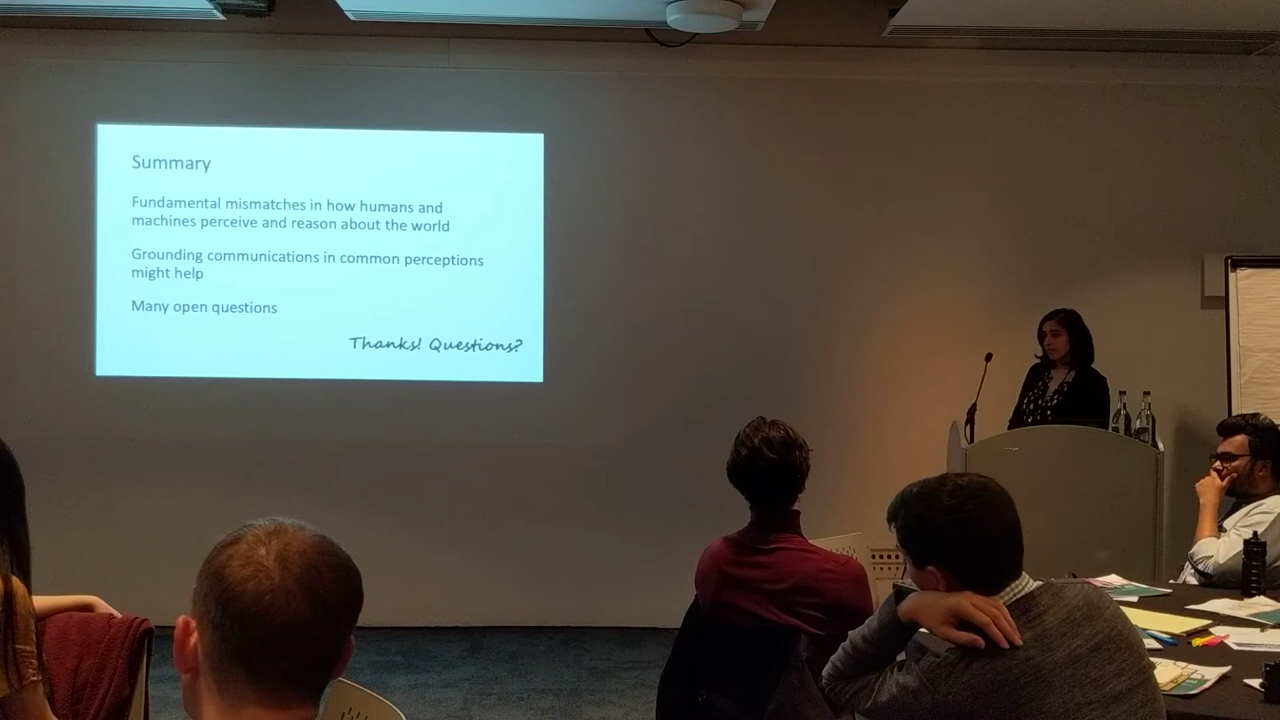 Summary
Fundamental mismatches in how humans and
machines perceive and reason about the world
Grounding communications in common perceptions
might help
Many open questions
Thanks! Questions?